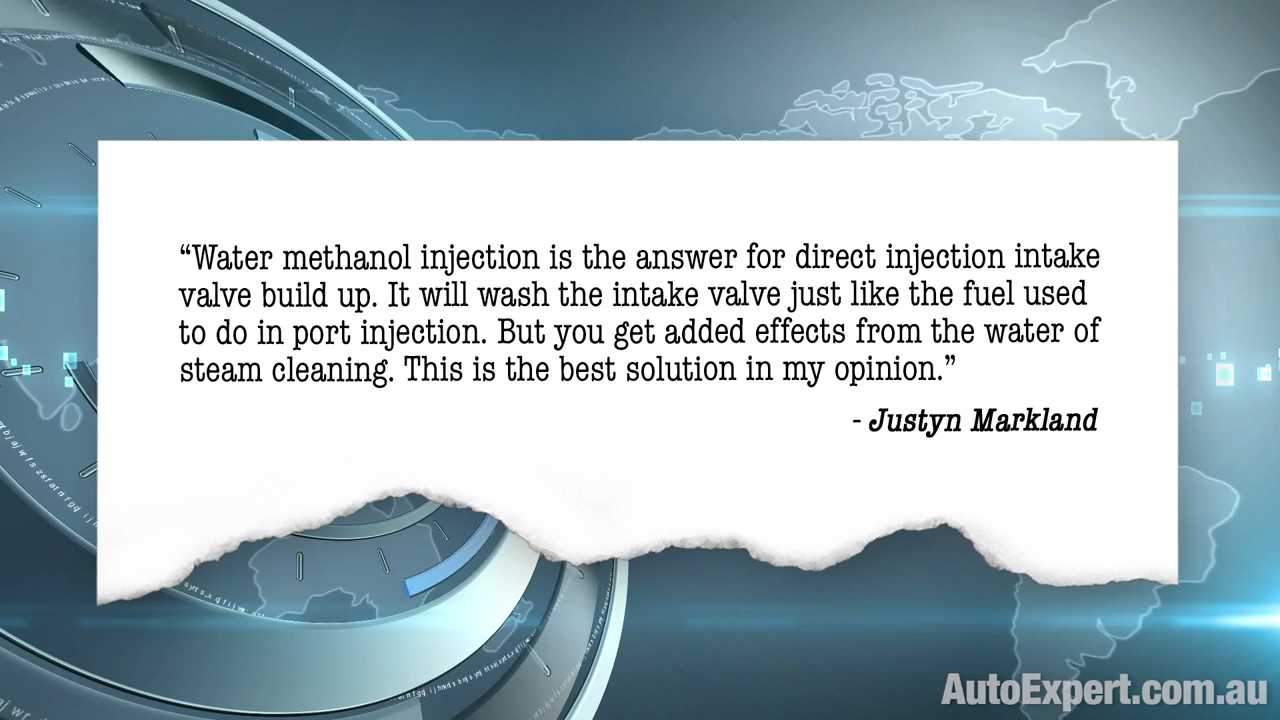 “Water methanol injection is the answer for direct injection intake
valve build up. It will wash the intake valve just like the fuel used
to do in port injection. But you get added effects from the water of
steam cleaning. This is the best solution in my opinion.”
- Justyn Markland
AutoExpert.com.au